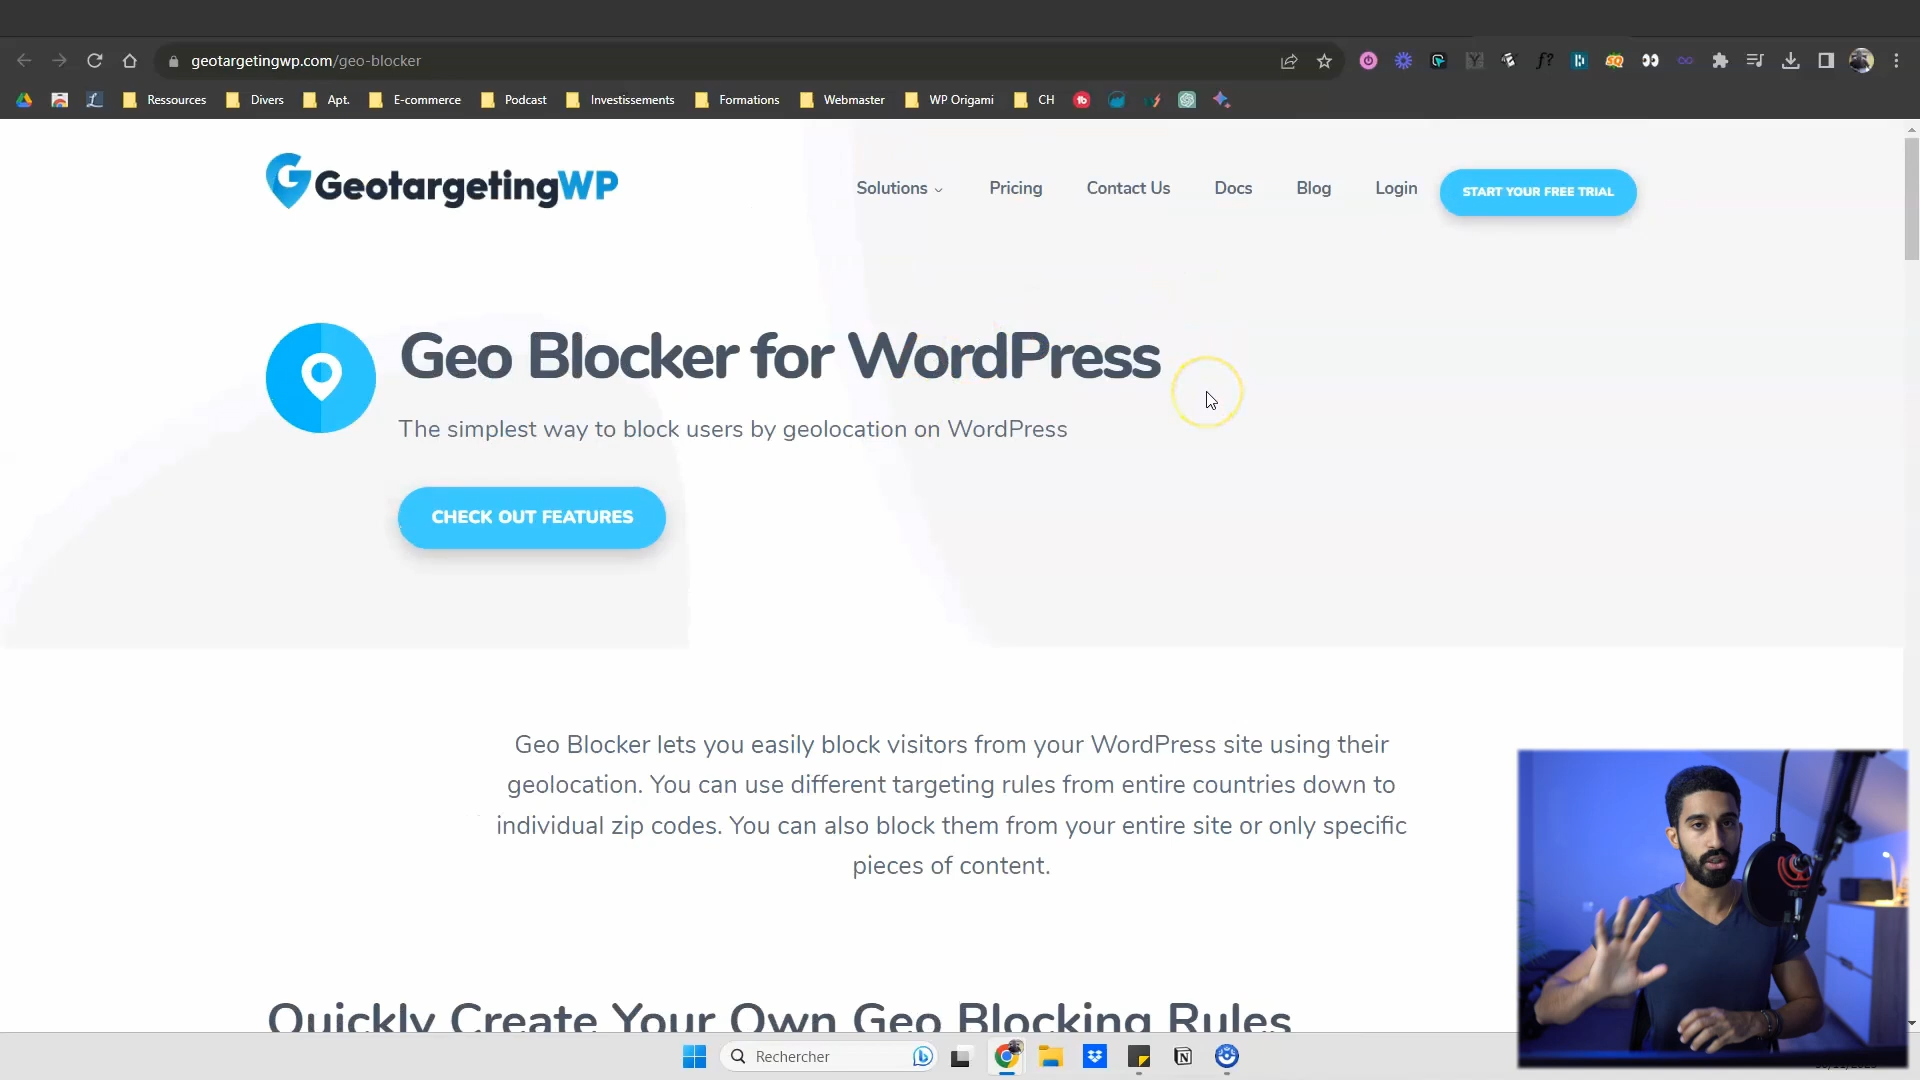 geotargetingwp.com/geo-blocker
Ressources
Divers
Apt.
E-commerce
Podcast
Investissements
Formations
Webmaster
WP Origami
CH
GeotargetingWP
Solutions
Pricing
Contact Us
Docs
Blog
Login
START YOUR FREE TRIAL
Geo Blocker for WordPress
The simplest way to block users by geolocation on WordPress
CHECK OUT FEATURES
Geo Blocker lets you easily block visitors from your WordPress site using their
geolocation. You can use different targeting rules from entire countries down to
individual zip codes. You can also block them from your entire site or only specific
pieces of content.
Quickly Create Your Own Geo Blocking Rules
Rechercher